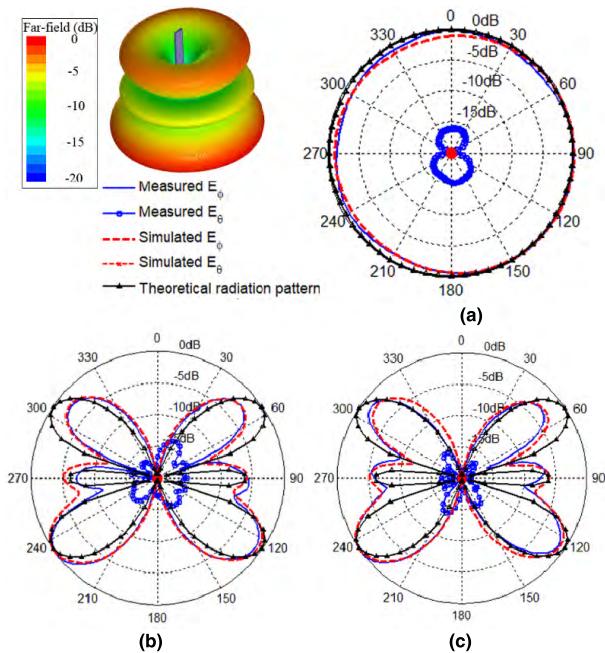 Far-field (dB)
0
-5
-10
-15
-20
Measured Eϕ
Measured Eθ
Simulated Eϕ
Simulated Eθ
Theoretical radiation pattern
0 0dB
330 -5dB 30
-10dB
300 15dB 60
270 90
240 120
210 150
180
(a)
0 0dB
330 -5dB 30
-10dB
300 60
270 90
240 120
210 150
180
(b)
0 0dB
330 -5dB 30
-10dB
300 60
270 90
240 120
210 150
180
(c)